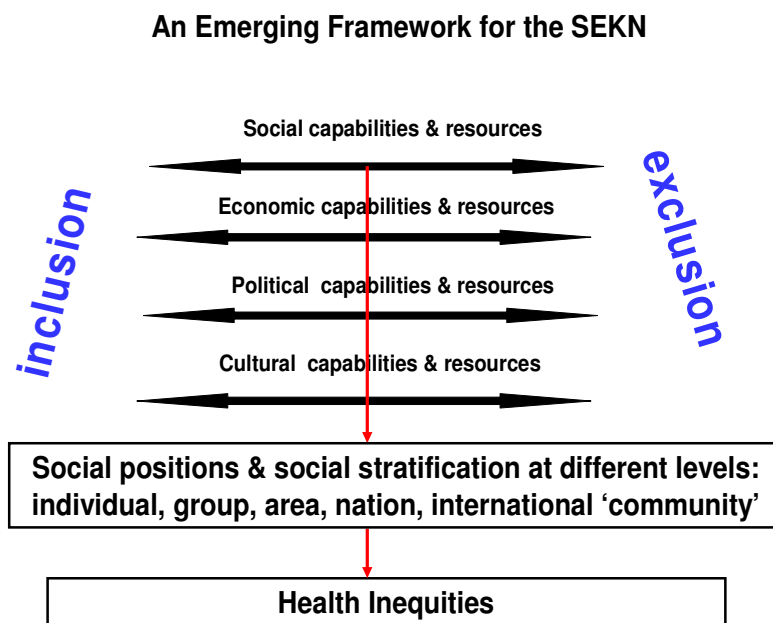 An Emerging Framework for the SEKN
Social capabilities & resources
Economic capabilities & resources
Political capabilities & resources
Cultural capabilities & resources
inclusion
exclusion
Social positions & social stratification at different levels:
individual, group, area, nation, international ‘community’
Health Inequities